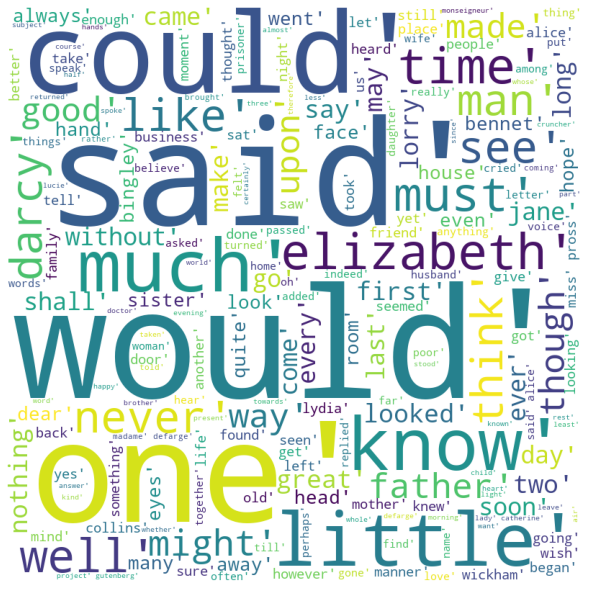 subject'
always'
enough'
came'
went'
let'
still'
wife'
place'
alice'
monseigneur'
thing'
put'
made'
people'
among'
really'
whose'
course'
hands'
almost'
take'
speak'
moment'
thought'
prisoner'
night'
therefore'
heard'
us'
may'
time'
man'
long'
better'
half'
returned'
spoke'
could'
brought'
three'
less'
daughter'
since'
cruncher'
good'
like'
upon'
say'
face'
lorry'
bennet'
hope'
hand'
business'
sat'
things'
rather'
believe'
felt'
certainly'
took'
see'
cried'
coming'
tell'
lucie'
bingley'
make'
saw'
said'
house'
letter'
part'
darcy'
without'
done'
passed'
must'
yet'
even'
jane'
voice'
pross'
miss'
family'
asked'
turned'
friend'
anything'
words'
world'
home'
oh'
indeed'
husband'
give'
much'
go'
elizabeth'
shall'
sister'
look'
added'
first'
seemed'
got'
looking'
doctor'
evening'
woman'
door'
another'
quite'
come'
every'
room'
last'
poor'
stood'
think'
ever'
though'
would'
said alice'
taken'
told'
happy'
brother'
hear'
towards'
far'
known'
rest'
least'
word'
dear'
never'
way'
lydia'
looked'
day'
back'
present'
found'
seen'
replied'
child'
heart'
nothing'
yes'
something'
madame'
defarge'
eyes'
together'
life'
get'
left'
know'
answer'
kind'
one'
great'
father'
two'
light'
leave'
old'
head'
mother'
knew'
soon'
going'
mind'
collins'
whether'
perhaps'
whole'
defarge'
morning'
lady'
catherine'
want'
air'
well'
might'
till'
little'
wish'
many'
sure'
away'
find'
name'
project'
gutenberg'
often'
however'
gone'
manner'
love'
wickham'
began'